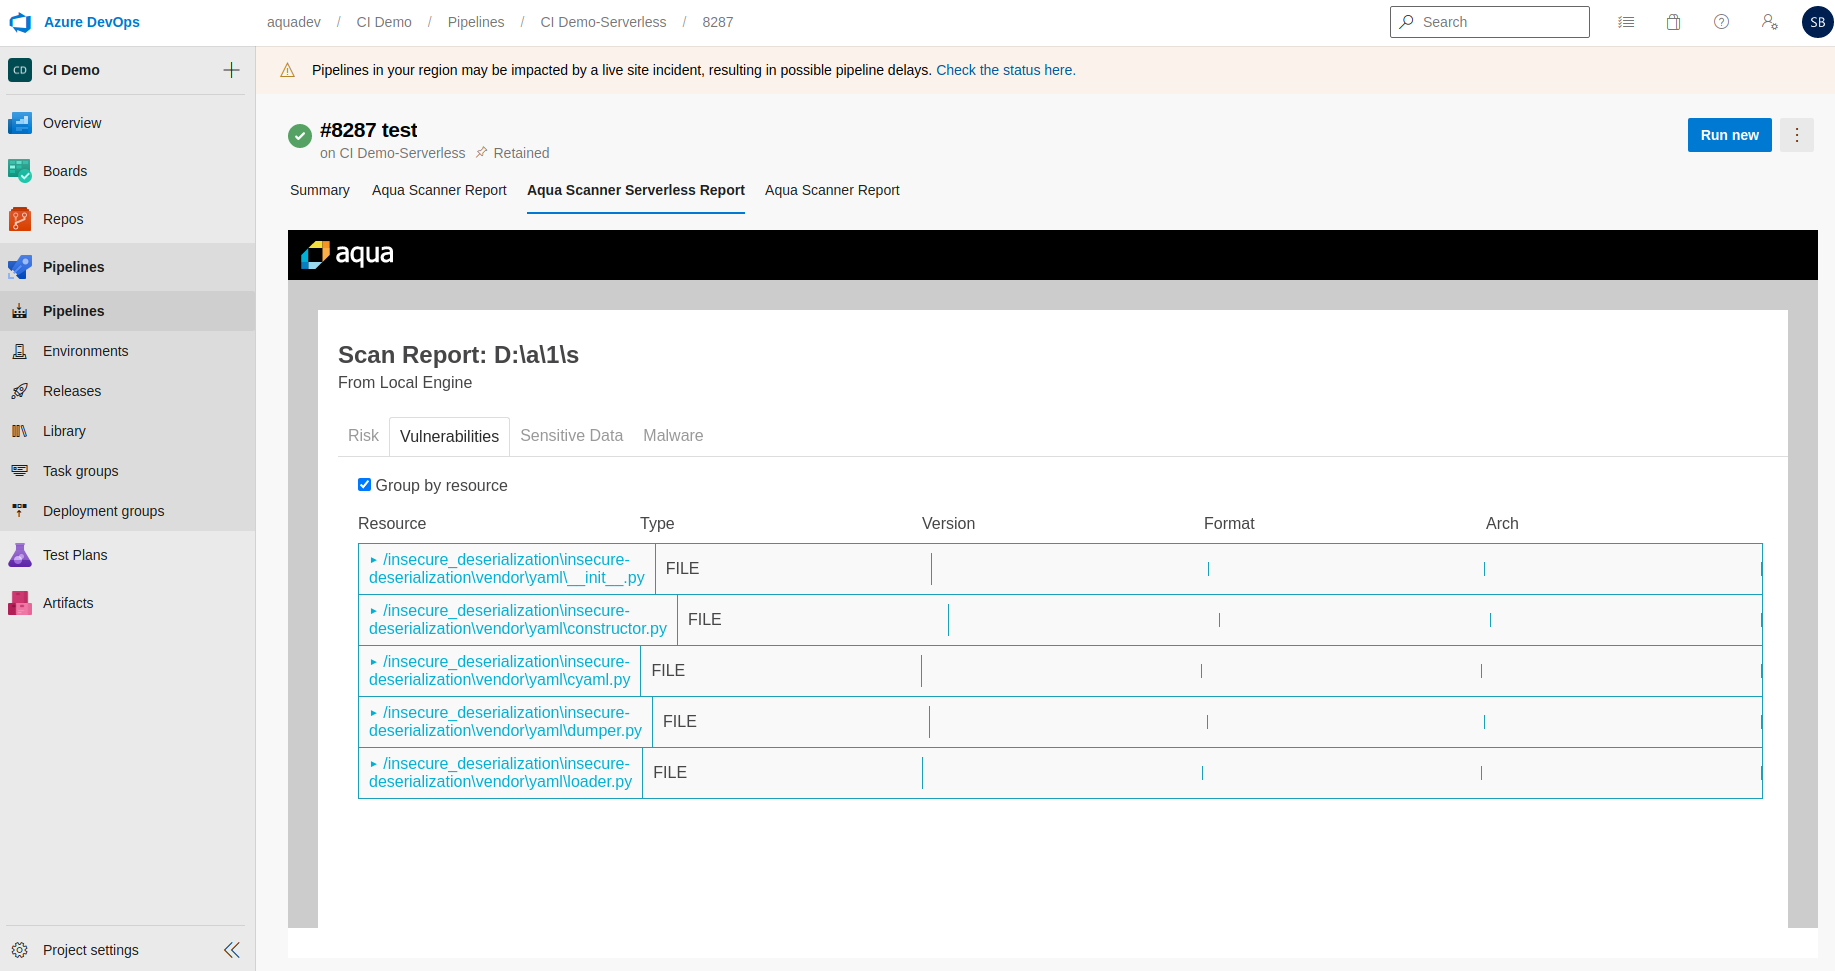 Azure DevOps
aquadev / CI Demo / Pipelines / CI Demo-Serverless / 8287
Search
SB
CD CI Demo
Pipelines in your region may be impacted by a live site incident, resulting in possible pipeline delays. Check the status here.
Overview
Boards
Repos
Pipelines
Pipelines
Environments
Releases
Library
Task groups
Deployment groups
Test Plans
Artifacts
Project settings
#8287 test
on CI Demo-Serverless Retained
Run new
Summary Aqua Scanner Report Aqua Scanner Serverless Report Aqua Scanner Report
aqua
Scan Report: D:\a\1\s
From Local Engine
Risk Vulnerabilities Sensitive Data Malware
Group by resource
Resource Type Version Format Arch
/insecure_deserialization\insecure-
deserialization\vendor\yaml\__init__.py FILE
/insecure_deserialization\insecure-
deserialization\vendor\yaml\constructor.py FILE
/insecure_deserialization\insecure-
deserialization\vendor\yaml\cyaml.py FILE
/insecure_deserialization\insecure-
deserialization\vendor\yaml\dumper.py FILE
/insecure_deserialization\insecure-
deserialization\vendor\yaml\loader.py FILE